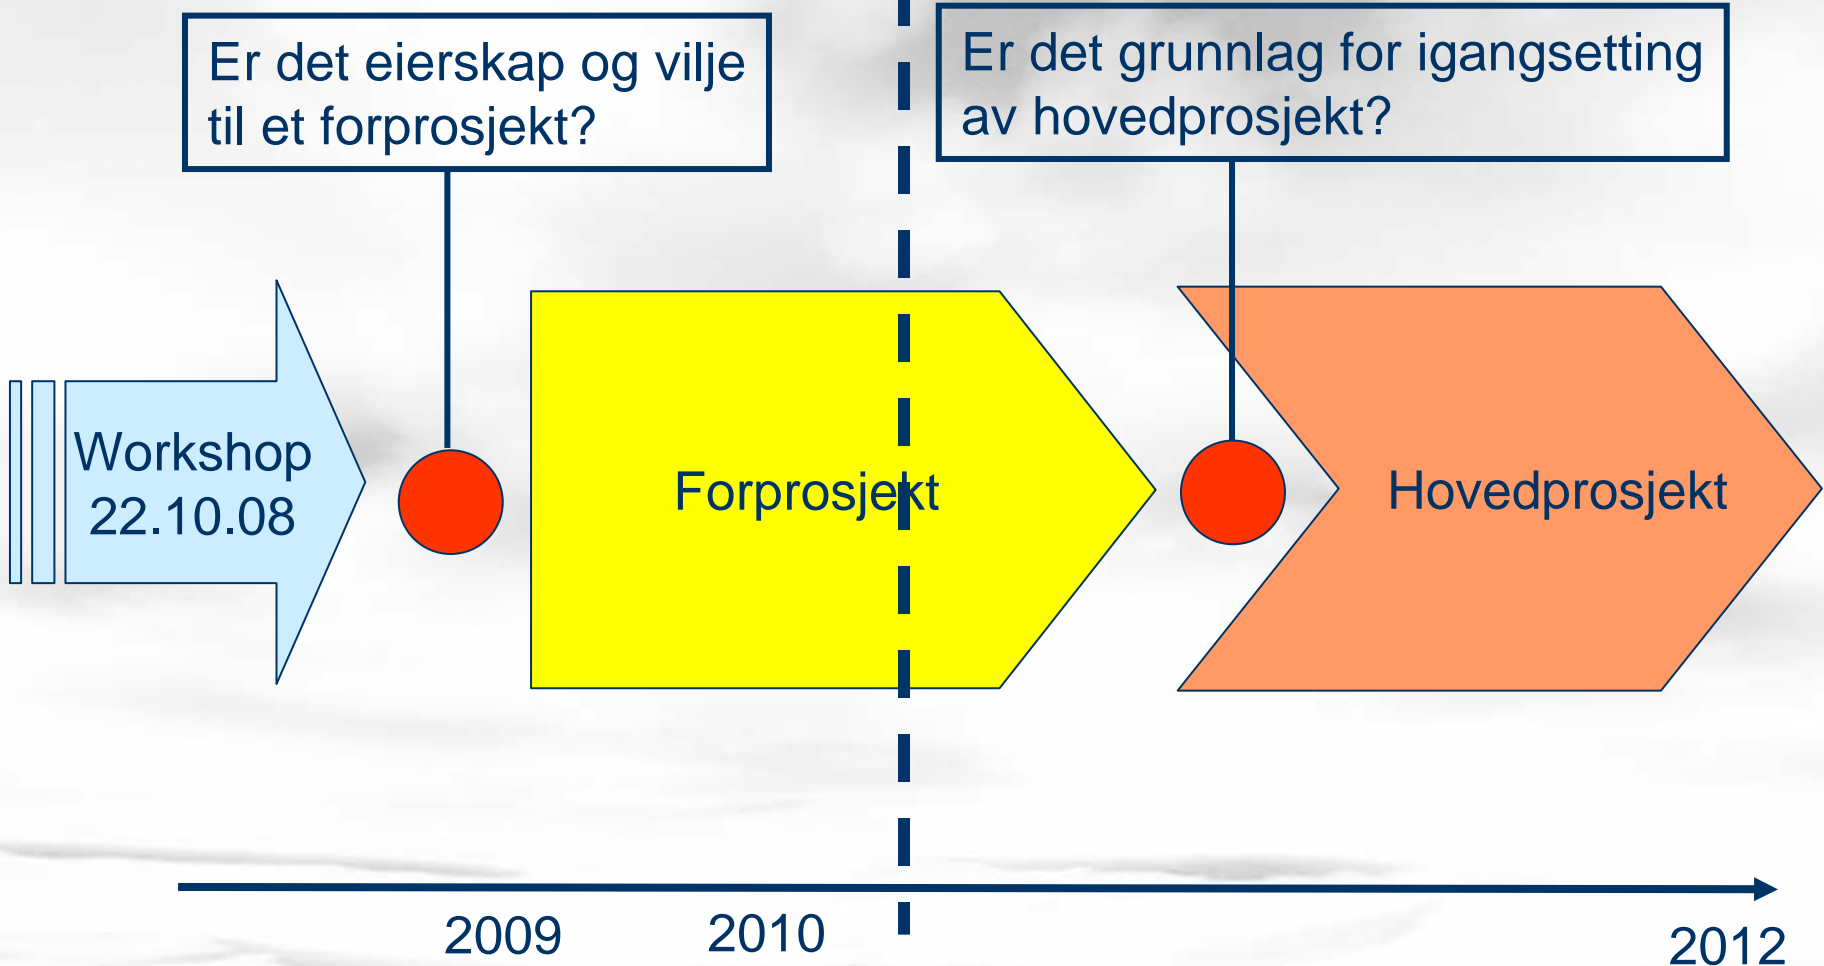 Er det eierskap og vilje
til et forprosjekt?
Er det grunnlag for igangsetting
av hovedprosjekt?
Workshop
22.10.08
Forprosjekt
Hovedprosjekt
2009
2010
2012